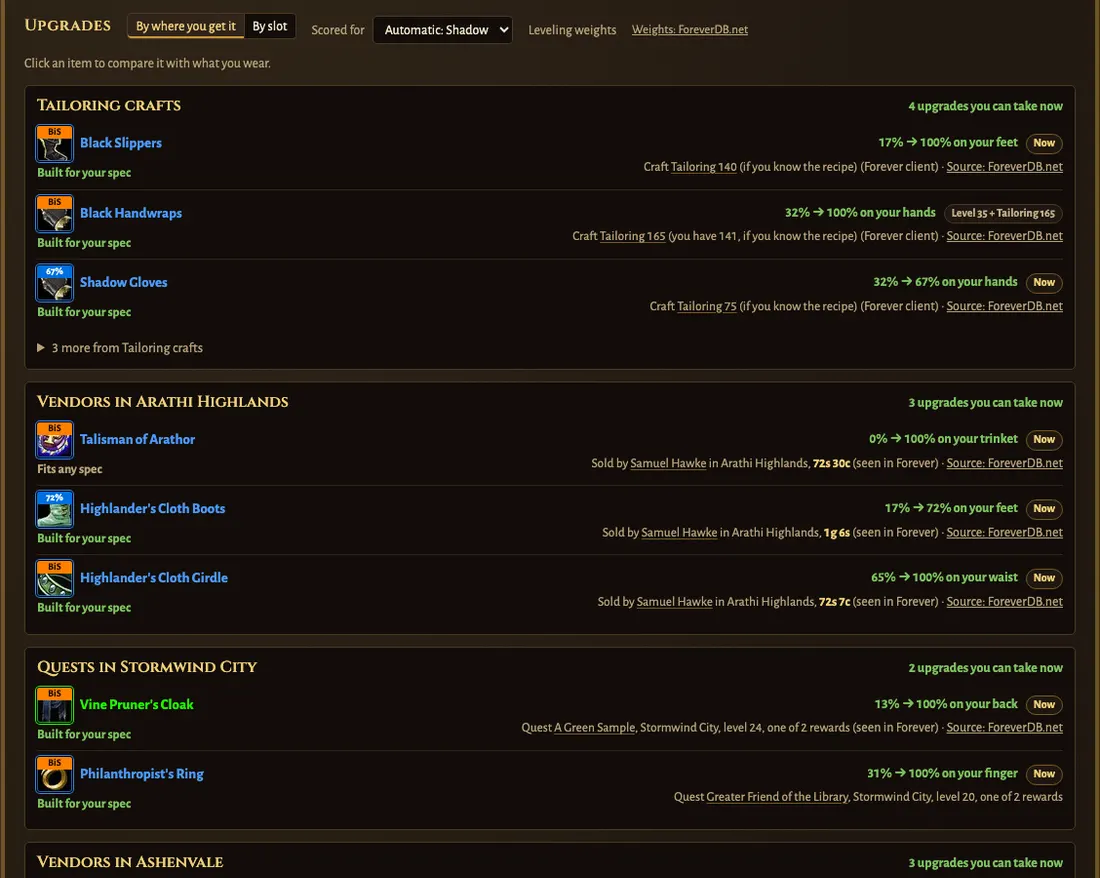 Upgrades By where you get it By slot Scored for Automatic: Shadow Leveling weights Weights: ForeverDB.net
Click an item to compare it with what you wear.
Tailoring crafts 4 upgrades you can take now
BiS Black Slippers 17% → 100% on your feet Now
Built for your spec Craft Tailoring 140 (if you know the recipe) (Forever client) · Source: ForeverDB.net
BiS Black Handwraps 32% → 100% on your hands Level 35 + Tailoring 165
Built for your spec Craft Tailoring 165 (you have 141, if you know the recipe) (Forever client) · Source: ForeverDB.net
67% Shadow Gloves 32% → 67% on your hands Now
Built for your spec Craft Tailoring 75 (if you know the recipe) (Forever client) · Source: ForeverDB.net
▶ 3 more from Tailoring crafts
Vendors in Arathi Highlands 3 upgrades you can take now
BiS Talisman of Arathor 0% → 100% on your trinket Now
Fits any spec Sold by Samuel Hawke in Arathi Highlands, 72s 30c (seen in Forever) · Source: ForeverDB.net
72% Highlander's Cloth Boots 17% → 72% on your feet Now
Built for your spec Sold by Samuel Hawke in Arathi Highlands, 1g 6s (seen in Forever) · Source: ForeverDB.net
BiS Highlander's Cloth Girdle 65% → 100% on your waist Now
Built for your spec Sold by Samuel Hawke in Arathi Highlands, 72s 7c (seen in Forever) · Source: ForeverDB.net
Quests in Stormwind City 2 upgrades you can take now
BiS Vine Pruner's Cloak 13% → 100% on your back Now
Built for your spec Quest A Green Sample, Stormwind City, level 24, one of 2 rewards (seen in Forever) · Source: ForeverDB.net
BiS Philanthropist's Ring 31% → 100% on your finger Now
Built for your spec Quest Greater Friend of the Library, Stormwind City, level 20, one of 2 rewards
Vendors in Ashenvale 3 upgrades you can take now